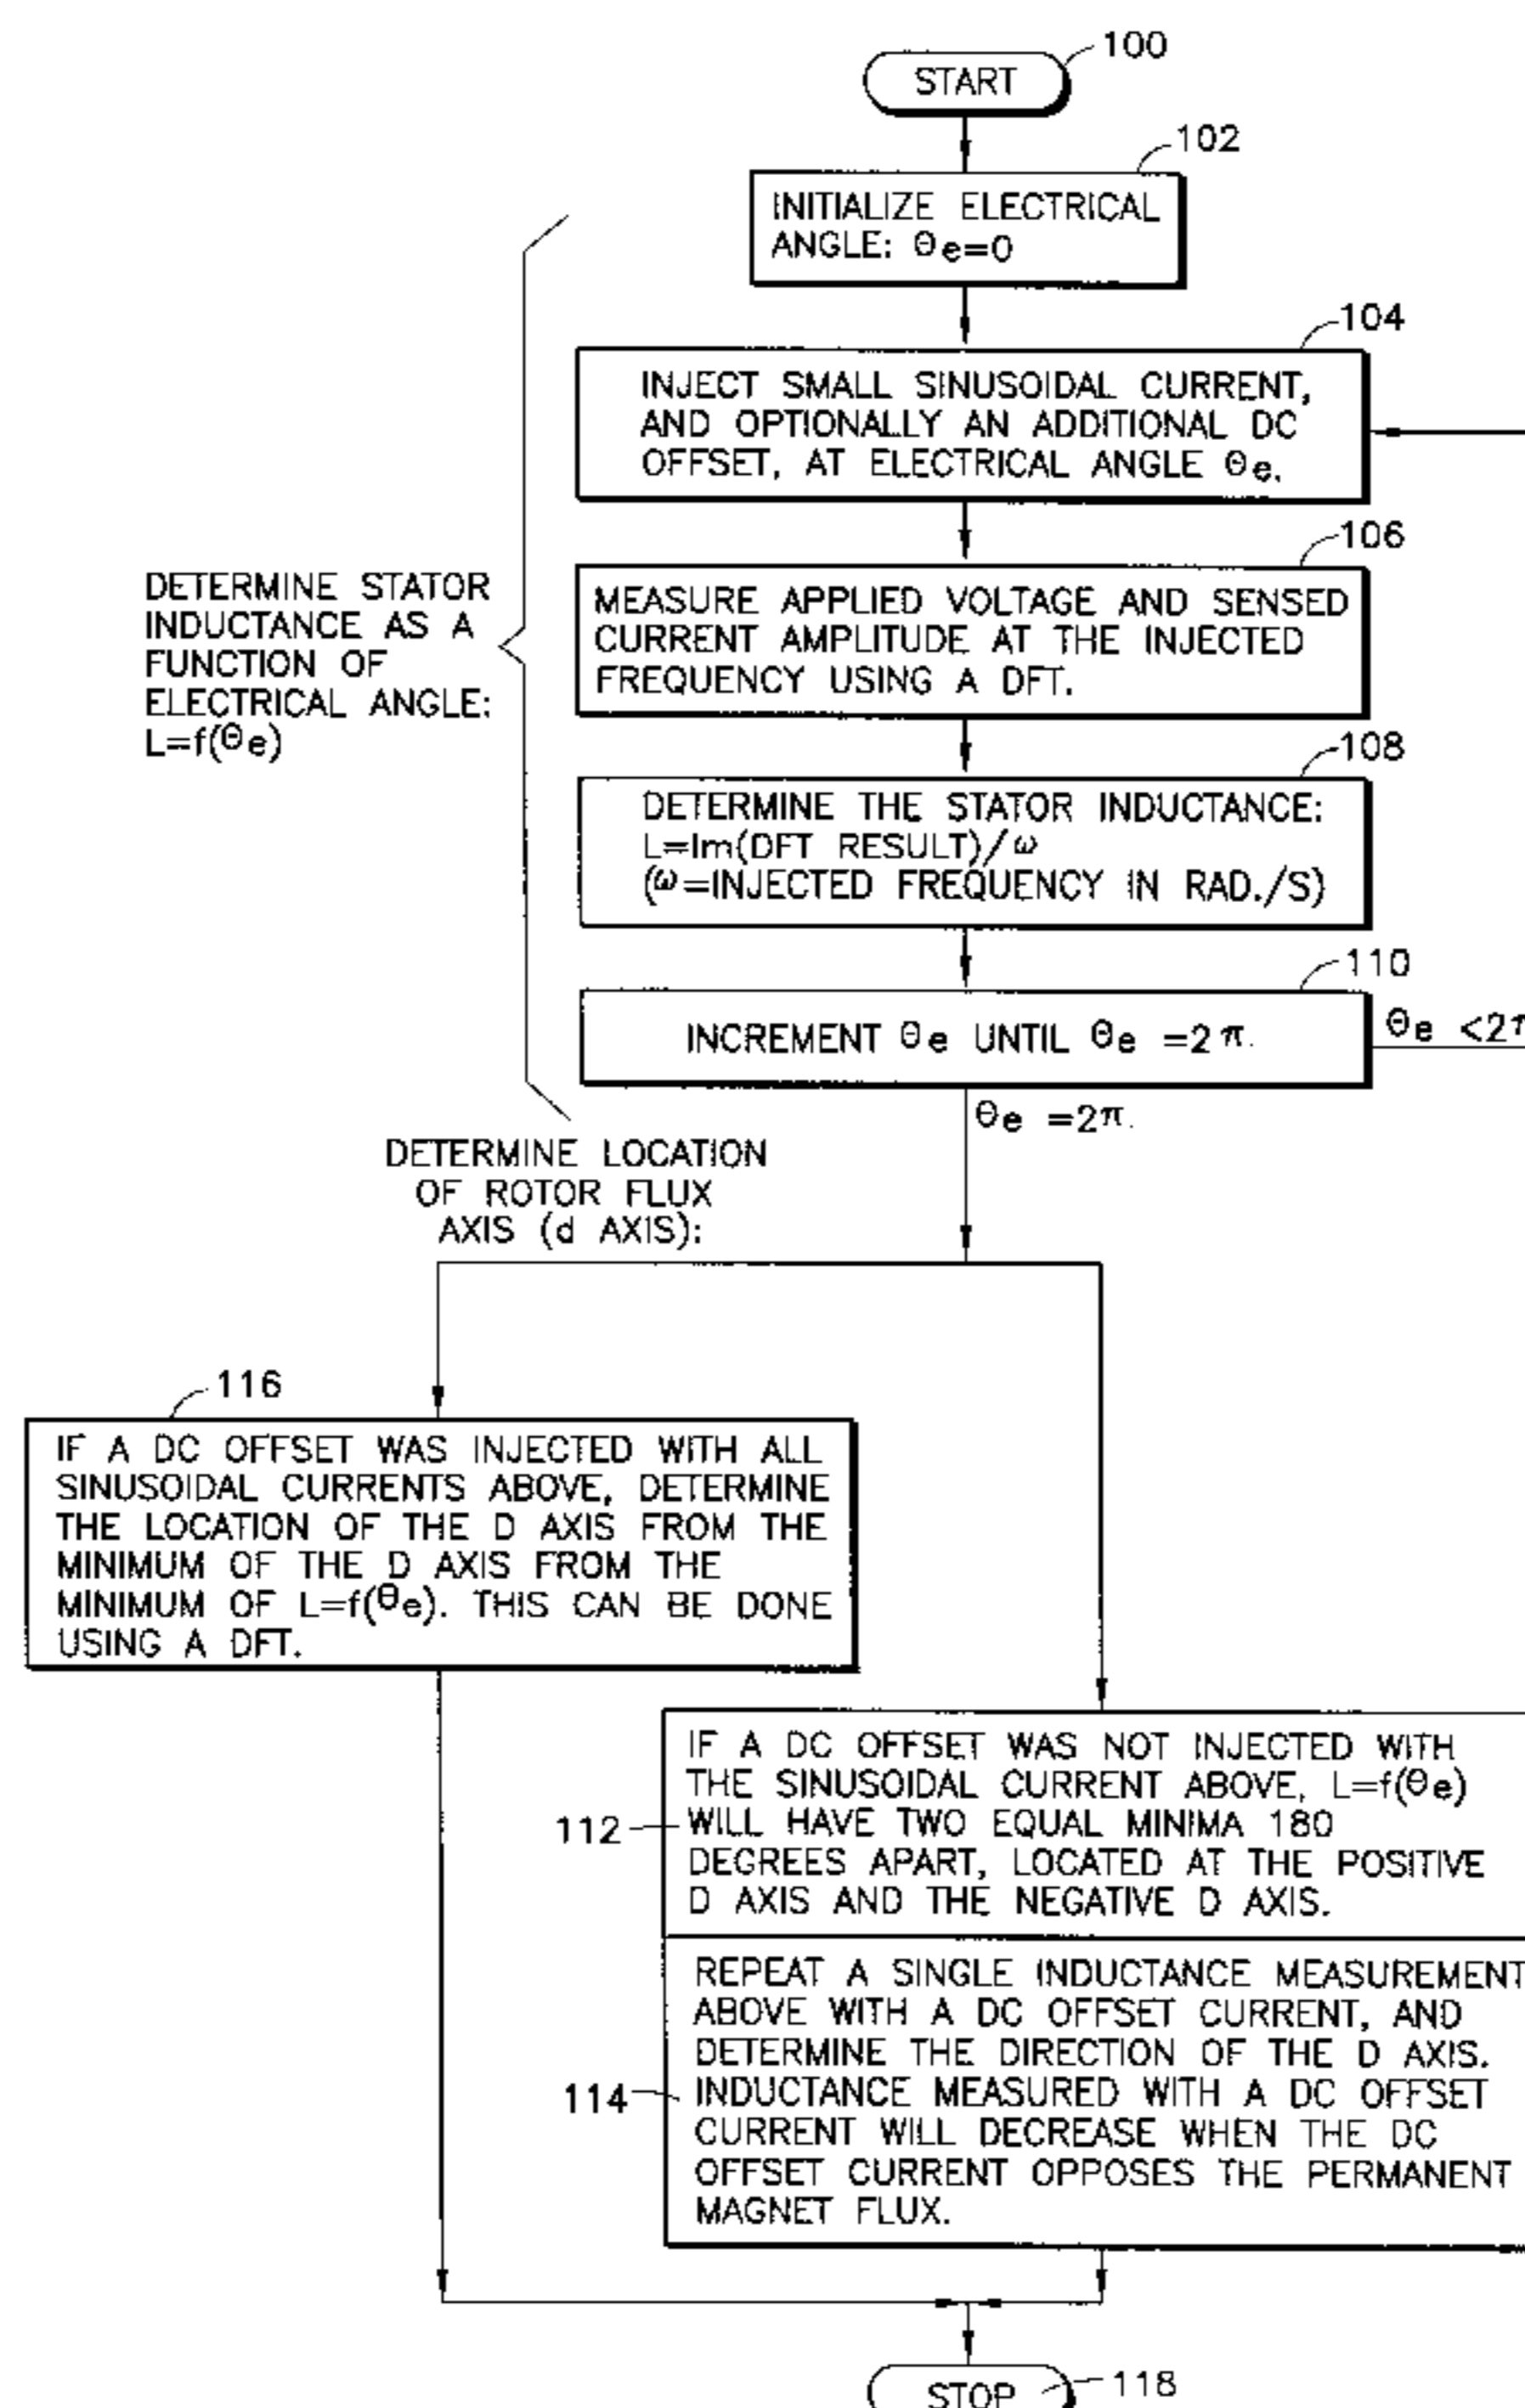 100
START
102
INITIALIZE ELECTRICAL
ANGLE: Θe=0
104
INJECT SMALL SINUSOIDAL CURRENT,
AND OPTIONALLY AN ADDITIONAL DC
OFFSET, AT ELECTRICAL ANGLE Θe.
106
MEASURE APPLIED VOLTAGE AND SENSED
CURRENT AMPLITUDE AT THE INJECTED
FREQUENCY USING A DFT.
DETERMINE STATOR
INDUCTANCE AS A
FUNCTION OF
ELECTRICAL ANGLE:
L=f(Θe)
108
DETERMINE THE STATOR INDUCTANCE:
L=Im(DFT RESULT)/ω
(ω=INJECTED FREQUENCY IN RAD./S)
110
INCREMENT Θe UNTIL Θe =2π.
Θe <2π
Θe =2π.
DETERMINE LOCATION
OF ROTOR FLUX
AXIS (d AXIS):
116
IF A DC OFFSET WAS INJECTED WITH ALL
SINUSOIDAL CURRENTS ABOVE, DETERMINE
THE LOCATION OF THE D AXIS FROM THE
MINIMUM OF THE D AXIS FROM THE
MINIMUM OF L=f(Θe). THIS CAN BE DONE
USING A DFT.
112
IF A DC OFFSET WAS NOT INJECTED WITH
THE SINUSOIDAL CURRENT ABOVE, L=f(Θe)
WILL HAVE TWO EQUAL MINIMA 180
DEGREES APART, LOCATED AT THE POSITIVE
D AXIS AND THE NEGATIVE D AXIS.
114
REPEAT A SINGLE INDUCTANCE MEASUREMENT
ABOVE WITH A DC OFFSET CURRENT, AND
DETERMINE THE DIRECTION OF THE D AXIS.
INDUCTANCE MEASURED WITH A DC OFFSET
CURRENT WILL DECREASE WHEN THE DC
OFFSET CURRENT OPPOSES THE PERMANENT
MAGNET FLUX.
STOP
118